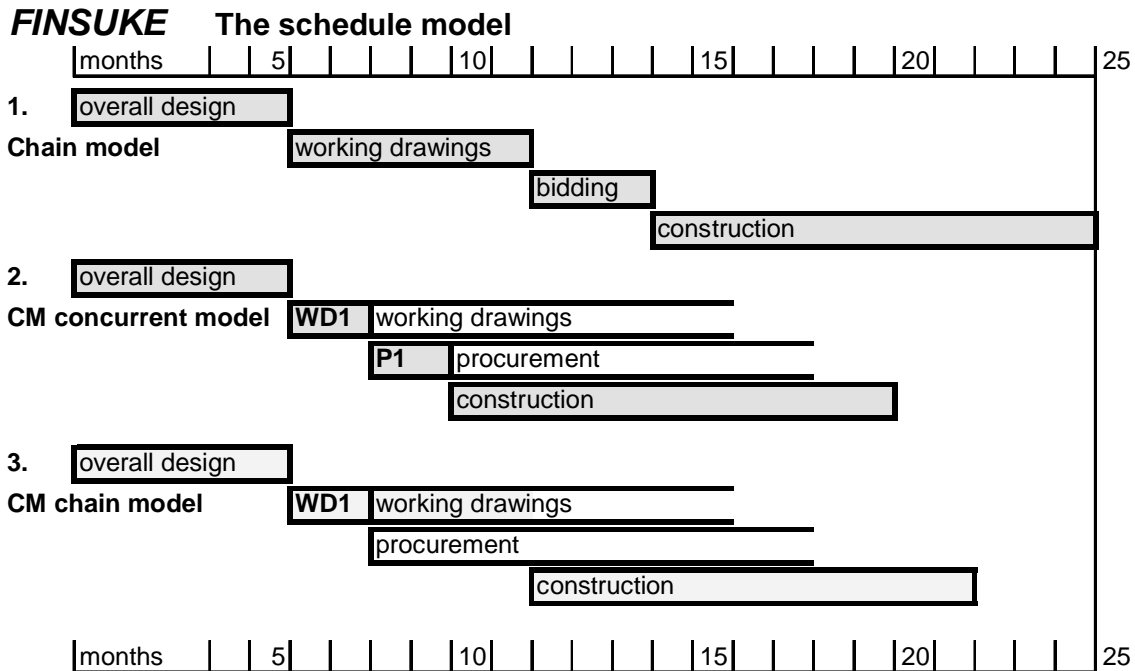 FINSUKE The schedule model
months 5 10 15 20 25
1. overall design
Chain model working drawings
bidding
construction
2. overall design
CM concurrent model WD1 working drawings
P1 procurement
construction
3. overall design
CM chain model WD1 working drawings
procurement
construction
months 5 10 15 20 25